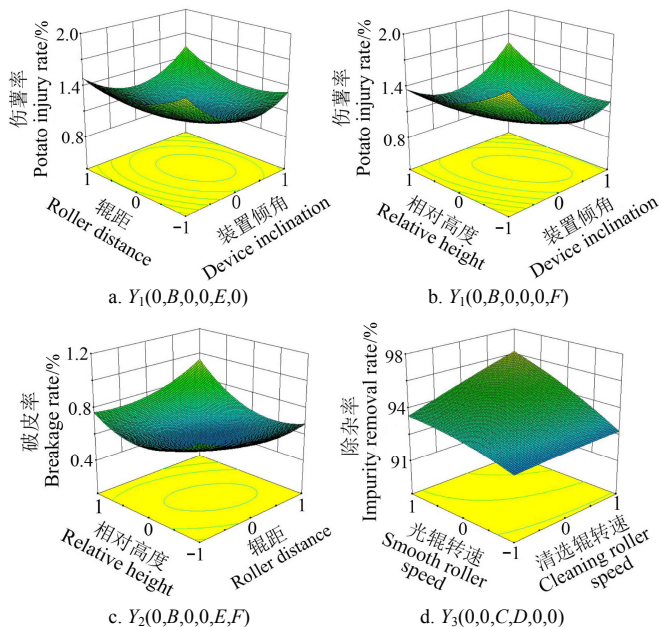 2.0
1.4
0.8
伤薯率
Potato injury rate/%
1
0
-1
0
1
辊距
Roller distance
装置倾角
Device inclination
a. Y₁(0,B,0,0,E,0)
2.0
1.4
0.8
伤薯率
Potato injury rate/%
1
0
-1
0
1
相对高度
Relative height
装置倾角
Device inclination
b. Y₁(0,B,0,0,0,F)
1.2
0.8
0.4
破皮率
Breakage rate/%
1
0
-1
0
1
相对高度
Relative height
辊距
Roller distance
c. Y₂(0,B,0,0,E,F)
98
94
91
除杂率
Impurity removal rate/%
1
0
-1
0
1
光辊转速
Smooth roller
speed
清选辊转速
Cleaning roller
speed
d. Y₃(0,0,C,D,0,0)